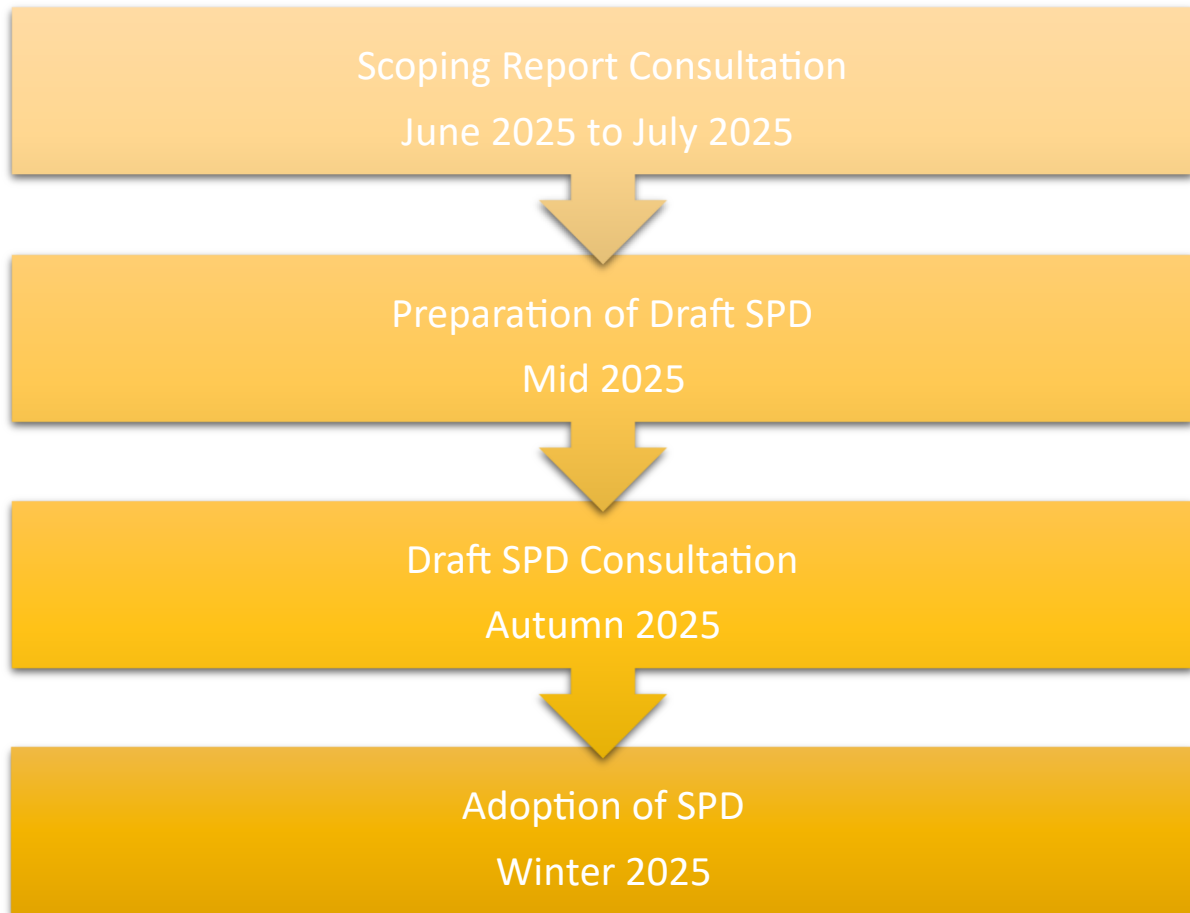 Scoping Report Consultation
June 2025 to July 2025
Preparation of Draft SPD
Mid 2025
Draft SPD Consultation
Autumn 2025
Adoption of SPD
Winter 2025